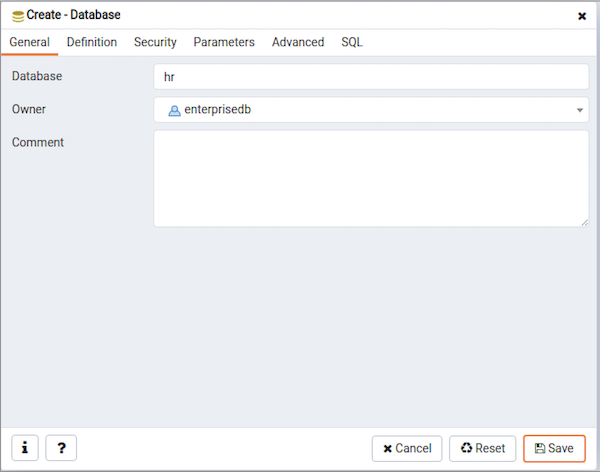 Create - Database
General Definition Security Parameters Advanced SQL
Database hr
Owner enterprisedb
Comment
i ? Cancel Reset Save